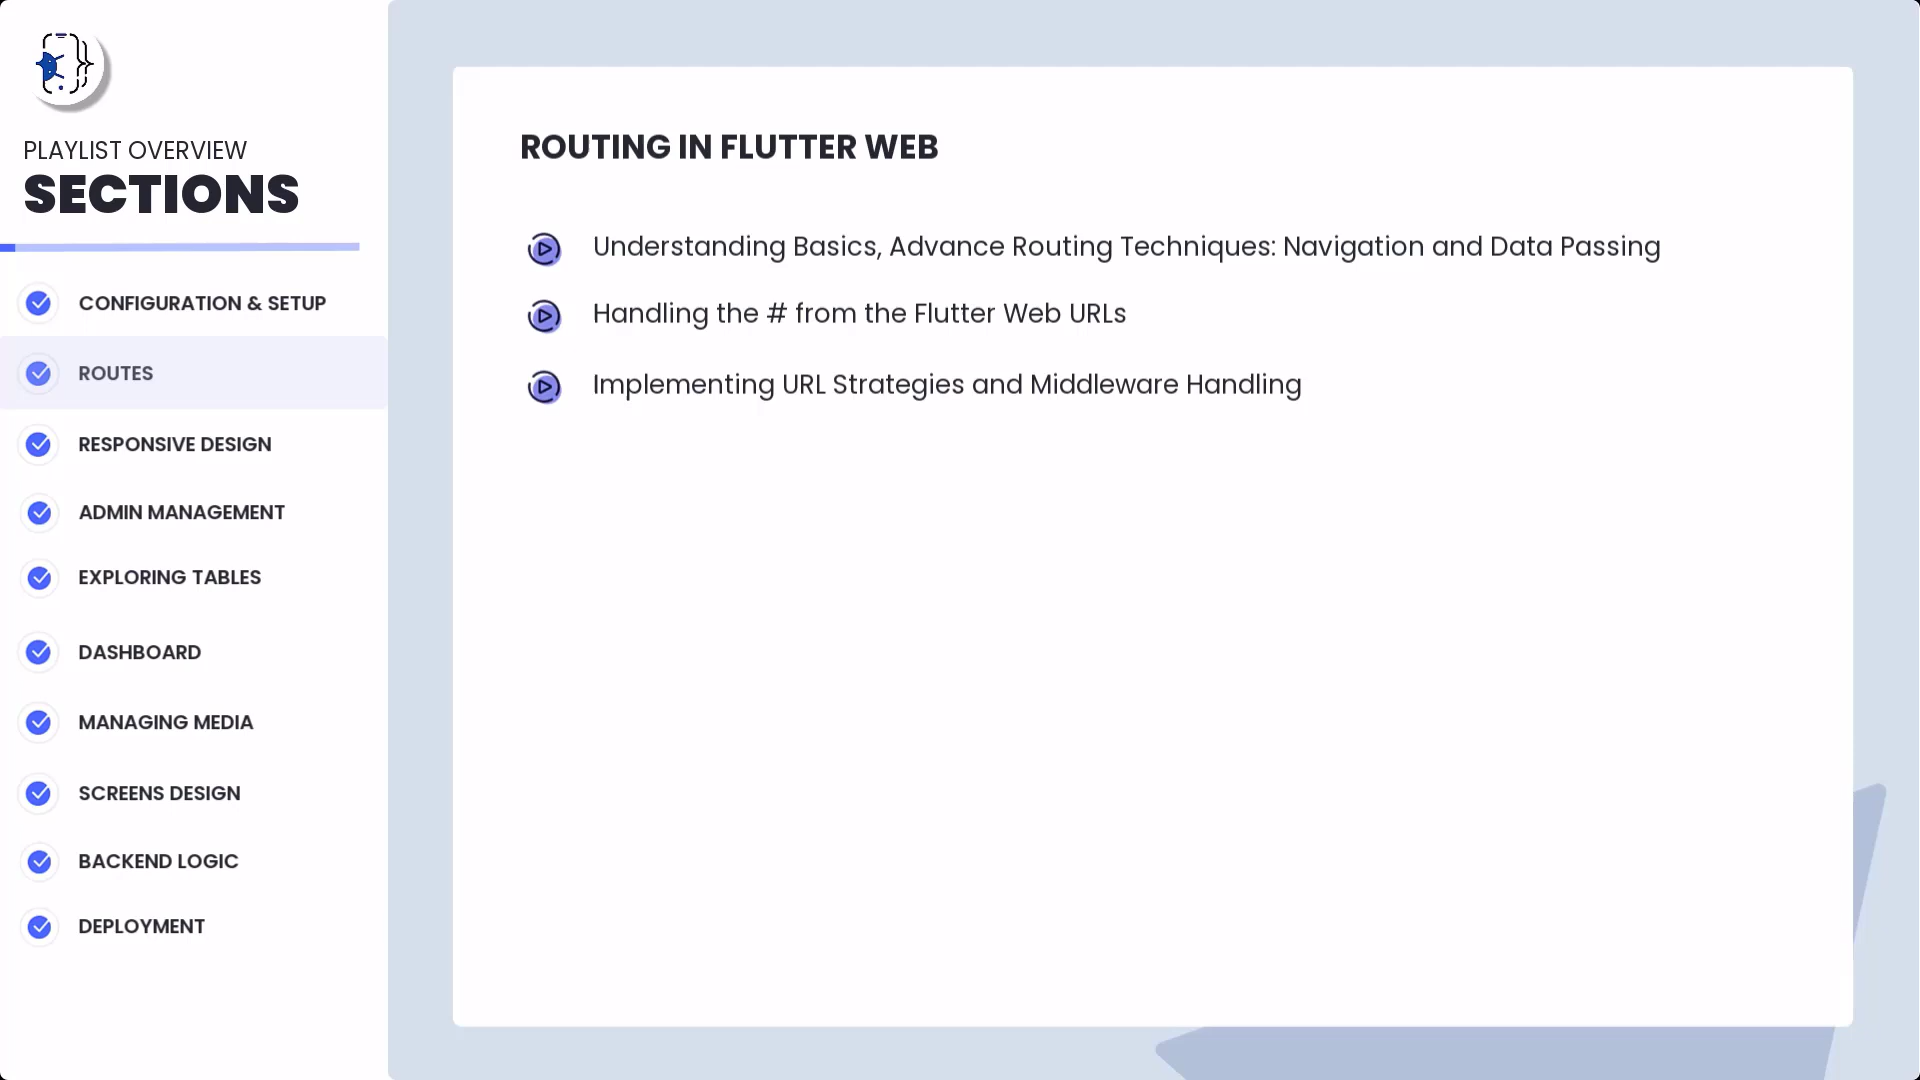 PLAYLIST OVERVIEW
SECTIONS
CONFIGURATION & SETUP
ROUTES
RESPONSIVE DESIGN
ADMIN MANAGEMENT
EXPLORING TABLES
DASHBOARD
MANAGING MEDIA
SCREENS DESIGN
BACKEND LOGIC
DEPLOYMENT
ROUTING IN FLUTTER WEB
Understanding Basics, Advance Routing Techniques: Navigation and Data Passing
Handling the # from the Flutter Web URLs
Implementing URL Strategies and Middleware Handling